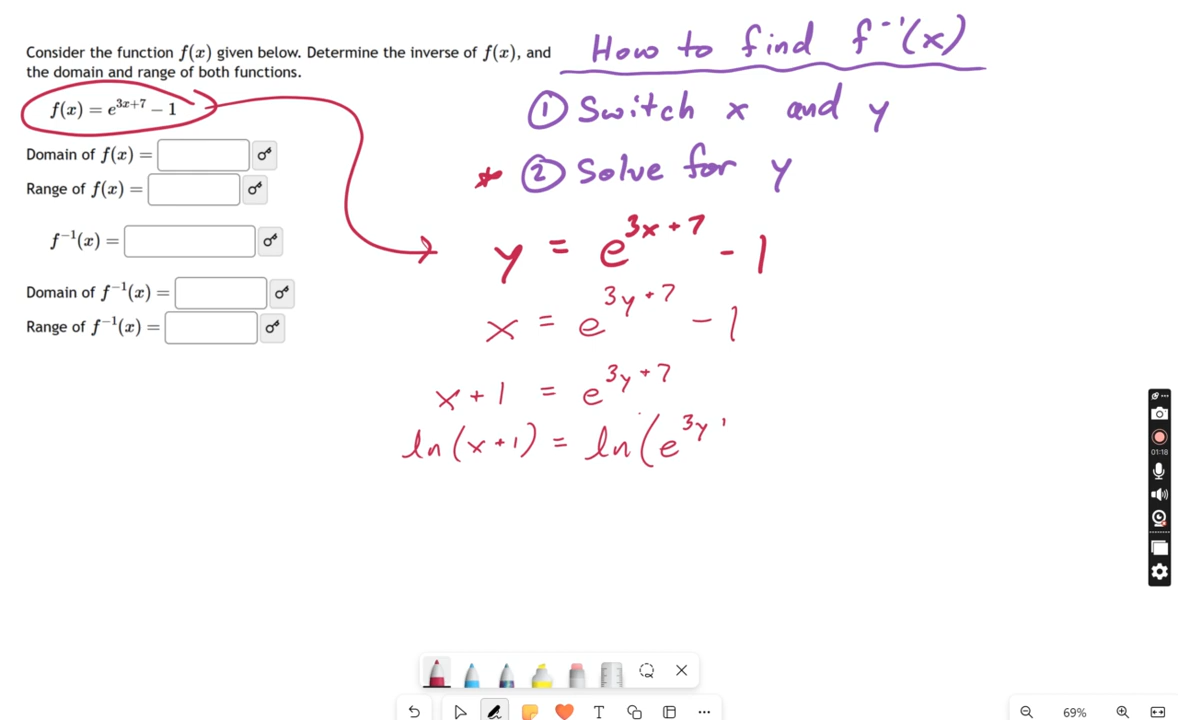 Consider the function f(x) given below. Determine the inverse of f(x), and
the domain and range of both functions.
f(x) = e^{3x+7} − 1
Domain of f(x) =
Range of f(x) =
f⁻¹(x) =
Domain of f⁻¹(x) =
Range of f⁻¹(x) =
How to find f⁻¹(x)
① Switch x and y
* ② Solve for y
y = e^{3x+7} - 1
x = e^{3y+7} - 1
x + 1 = e^{3y+7}
ln(x+1) = ln(e^{3y
01:18
T
69%